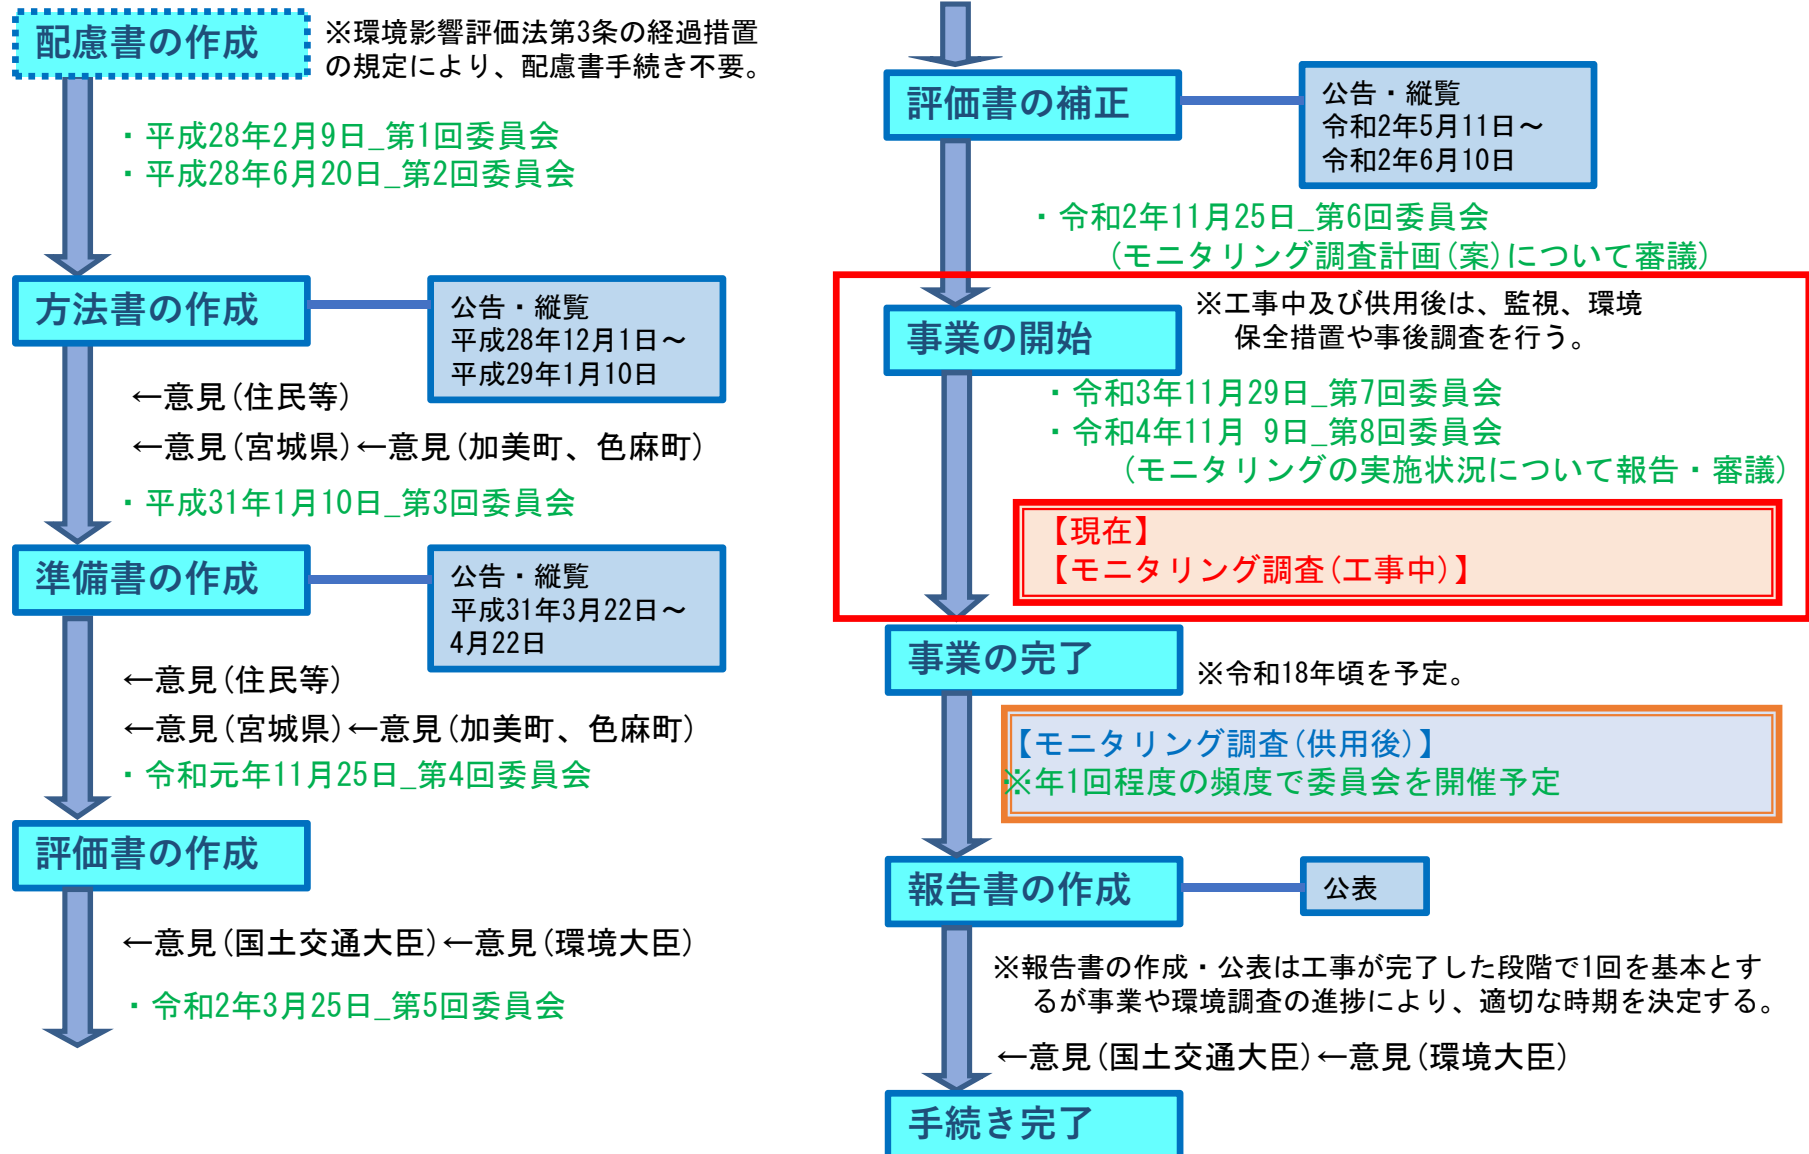 配慮書の作成
※環境影響評価法第3条の経過措置
の規定により、配慮書手続き不要。
・平成28年2月9日_第1回委員会
・平成28年6月20日_第2回委員会
方法書の作成
公告・縦覧
平成28年12月1日～
平成29年1月10日
←意見(住民等)
←意見(宮城県)←意見(加美町、色麻町)
・平成31年1月10日_第3回委員会
準備書の作成
公告・縦覧
平成31年3月22日～
4月22日
←意見(住民等)
←意見(宮城県)←意見(加美町、色麻町)
・令和元年11月25日_第4回委員会
評価書の作成
←意見(国土交通大臣)←意見(環境大臣)
・令和2年3月25日_第5回委員会
評価書の補正
公告・縦覧
令和2年5月11日～
令和2年6月10日
・令和2年11月25日_第6回委員会
(モニタリング調査計画(案)について審議)
事業の開始
※工事中及び供用後は、監視、環境
保全措置や事後調査を行う。
・令和3年11月29日_第7回委員会
・令和4年11月 9日_第8回委員会
(モニタリングの実施状況について報告・審議)
【現在】
【モニタリング調査(工事中)】
事業の完了
※令和18年頃を予定。
【モニタリング調査(供用後)】
※年1回程度の頻度で委員会を開催予定
報告書の作成
公表
※報告書の作成・公表は工事が完了した段階で1回を基本とす
るが事業や環境調査の進捗により、適切な時期を決定する。
←意見(国土交通大臣)←意見(環境大臣)
手続き完了